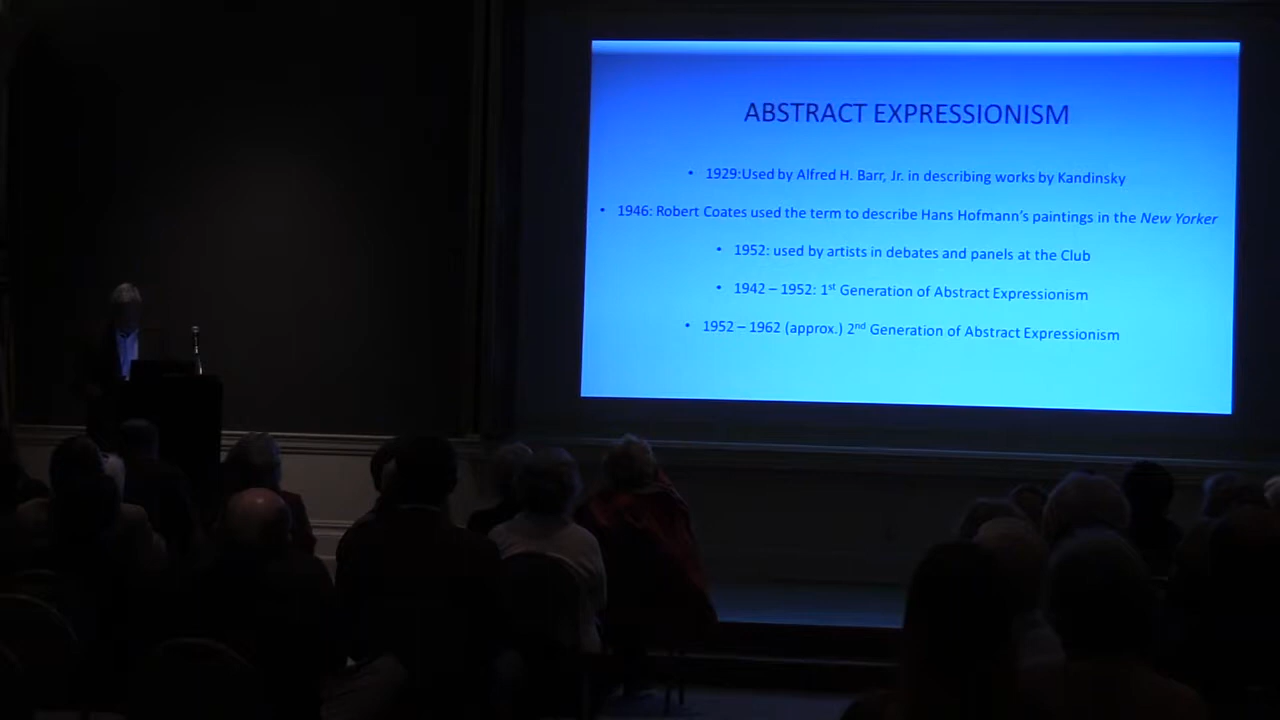 ABSTRACT EXPRESSIONISM
• 1929:Used by Alfred H. Barr, Jr. in describing works by Kandinsky
• 1946: Robert Coates used the term to describe Hans Hofmann's paintings in the New Yorker
• 1952: used by artists in debates and panels at the Club
• 1942 – 1952: 1st Generation of Abstract Expressionism
• 1952 – 1962 (approx.) 2nd Generation of Abstract Expressionism